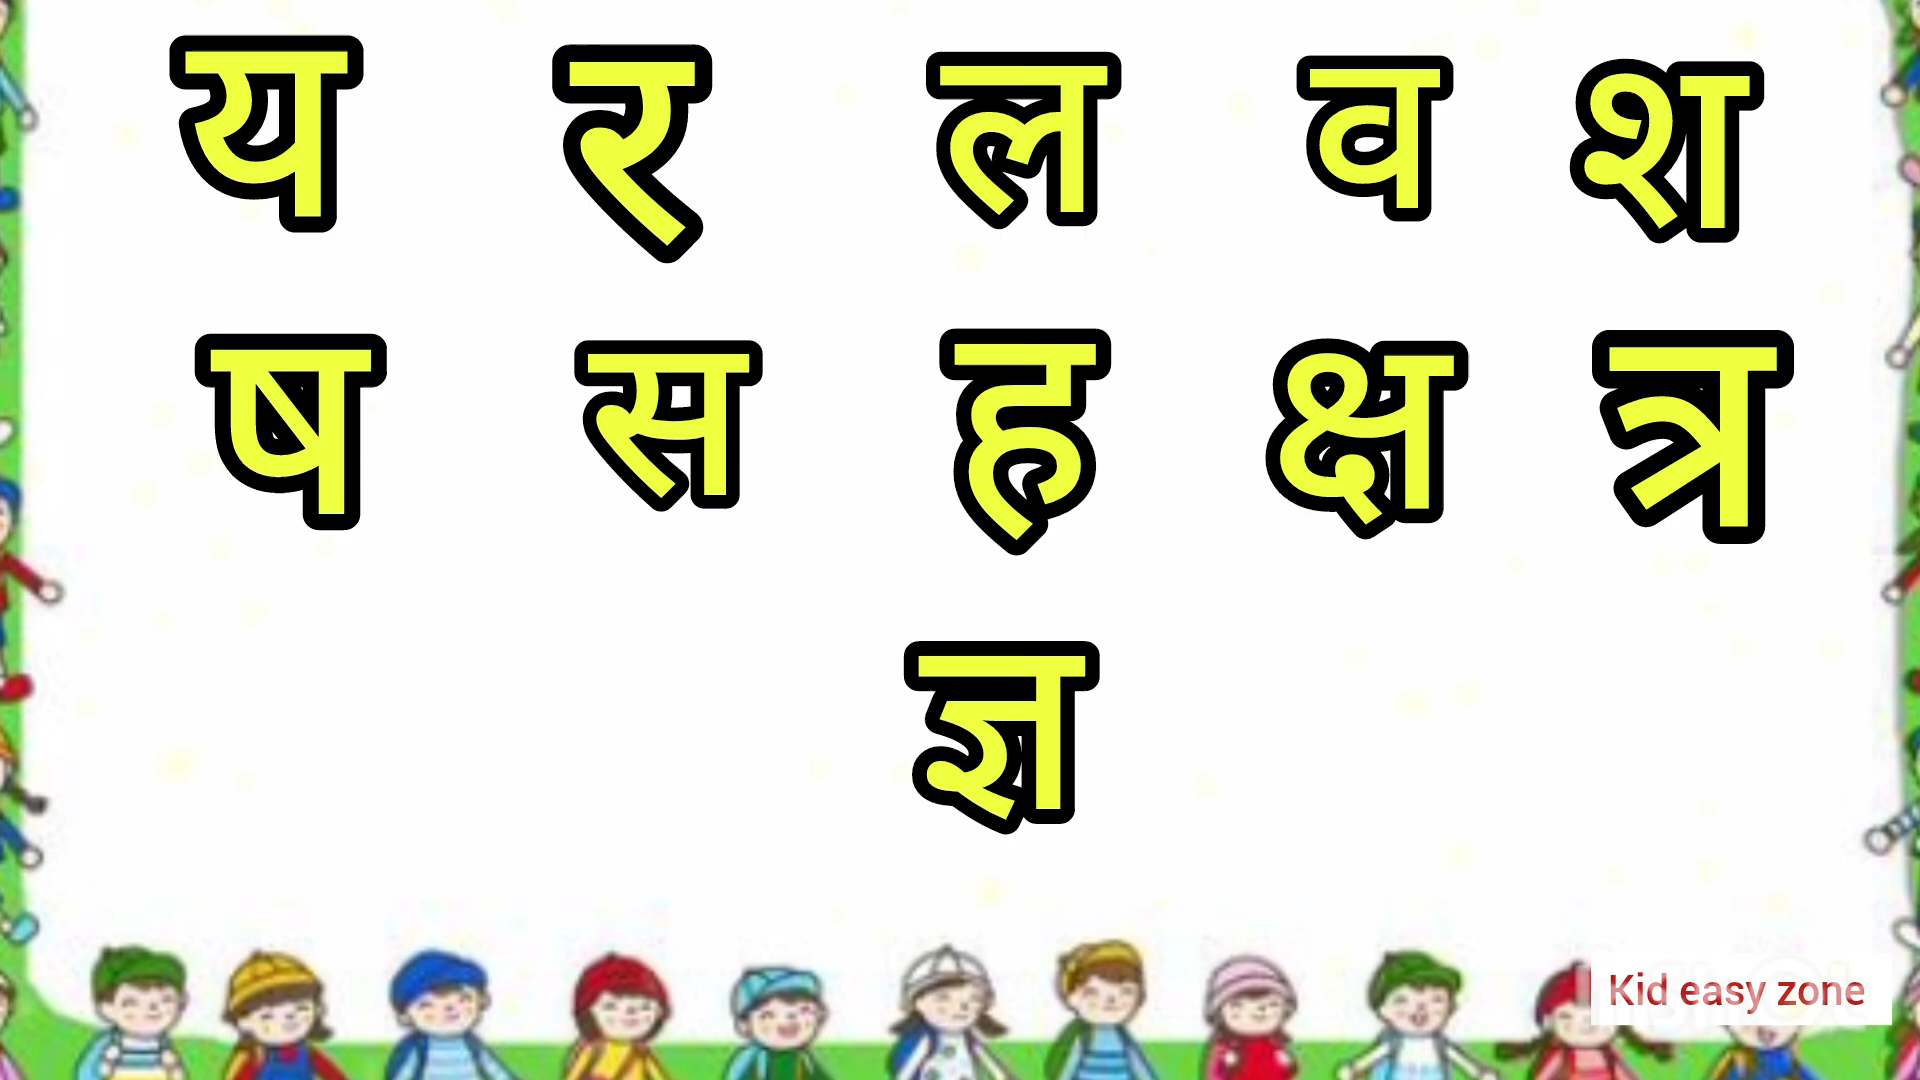 य र ल व श
ष स ह क्ष त्र
ज्ञ
Kid easy zone